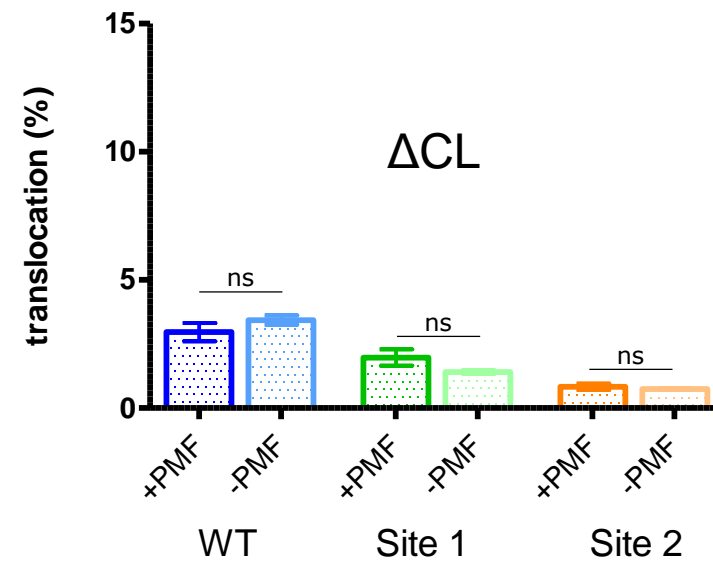 15
translocation (%)
10
ΔCL
5
ns
ns
ns
0
+PMF -PMF +PMF -PMF +PMF -PMF
WT Site 1 Site 2